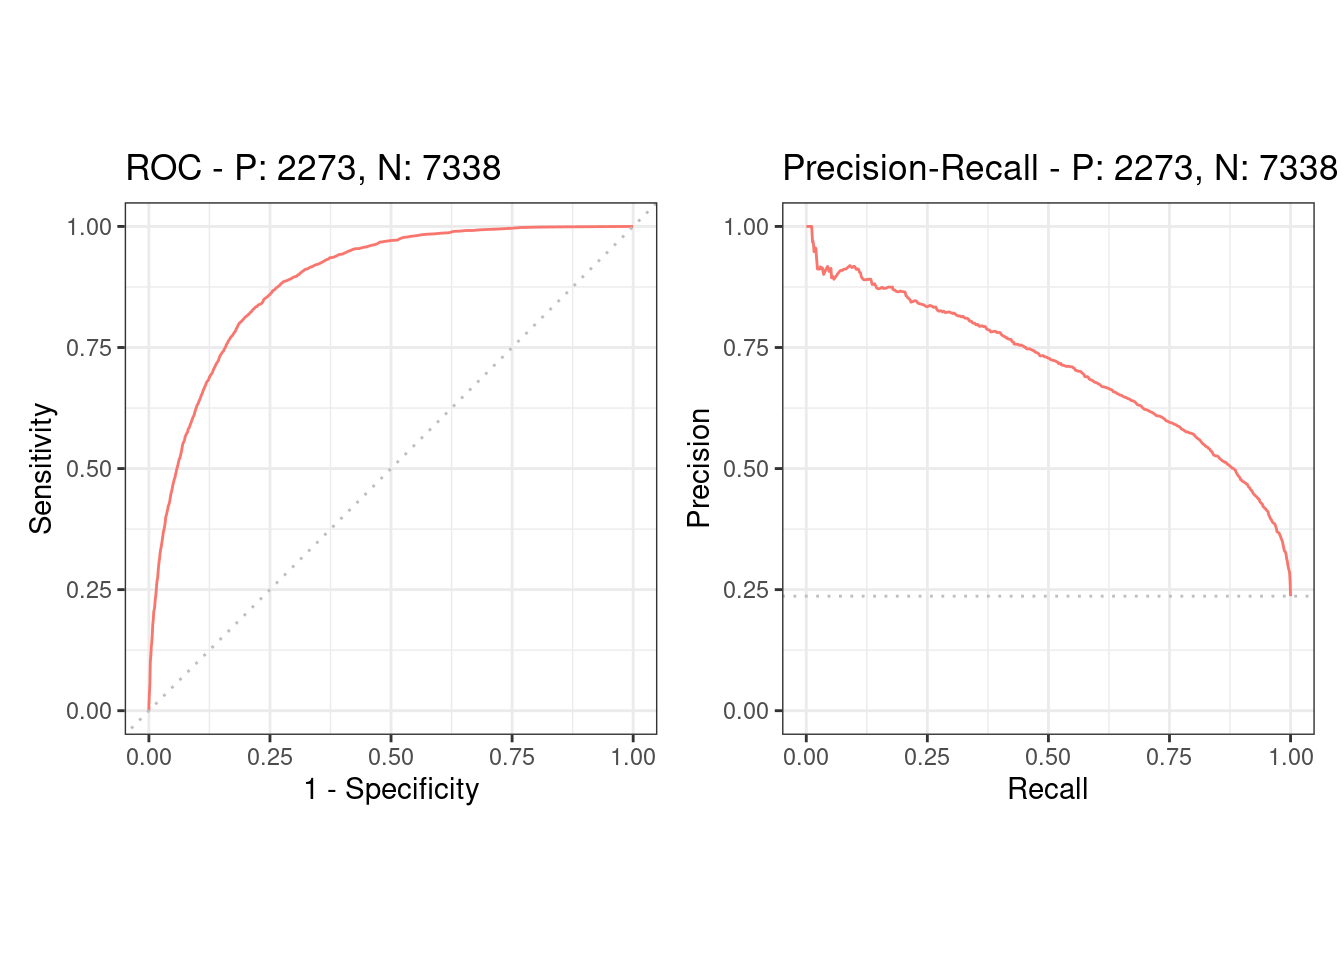 ROC - P: 2273, N: 7338
1.00
0.75
0.50
0.25
0.00
Sensitivity
0.00 0.25 0.50 0.75 1.00
1 - Specificity
Precision-Recall - P: 2273, N: 7338
1.00
0.75
0.50
0.25
0.00
Precision
0.00 0.25 0.50 0.75 1.00
Recall